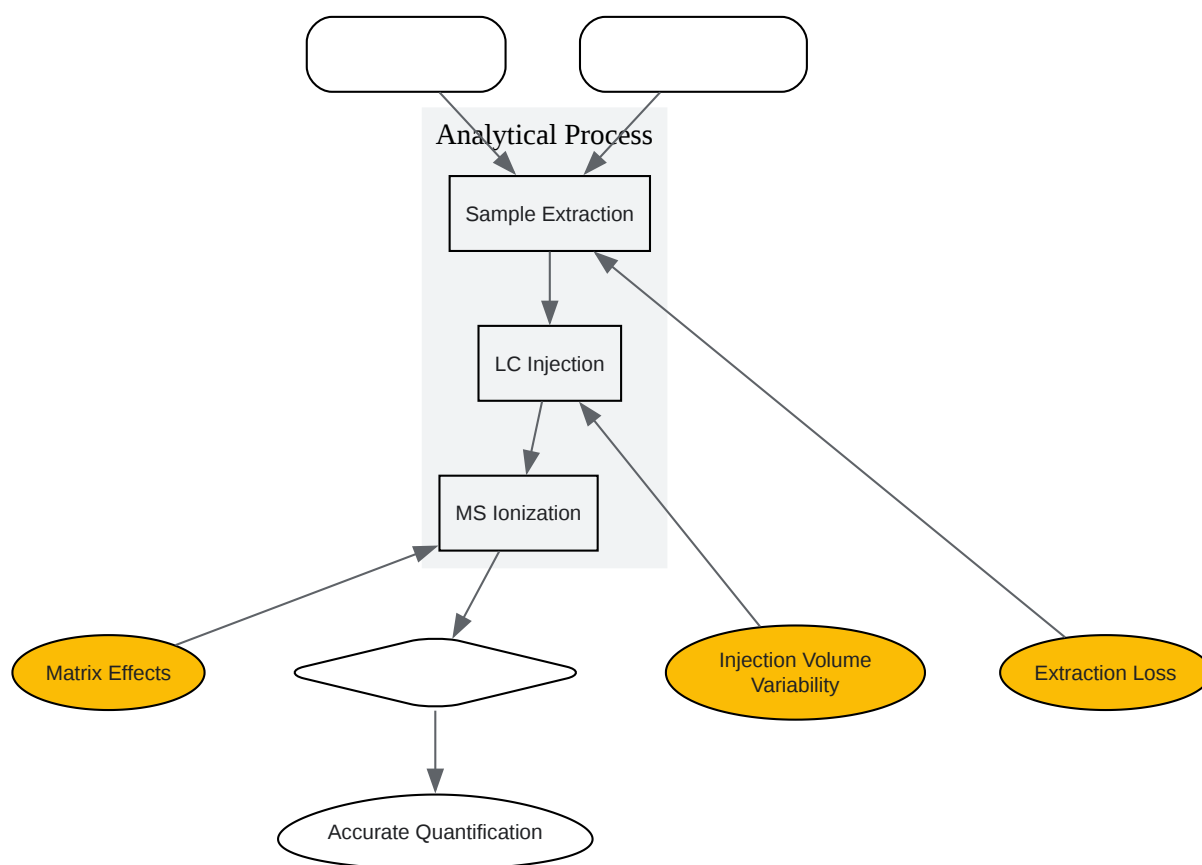 Analytical Process
Sample Extraction
LC Injection
MS Ionization
Matrix Effects
Injection Volume
Variability
Extraction Loss
Accurate Quantification